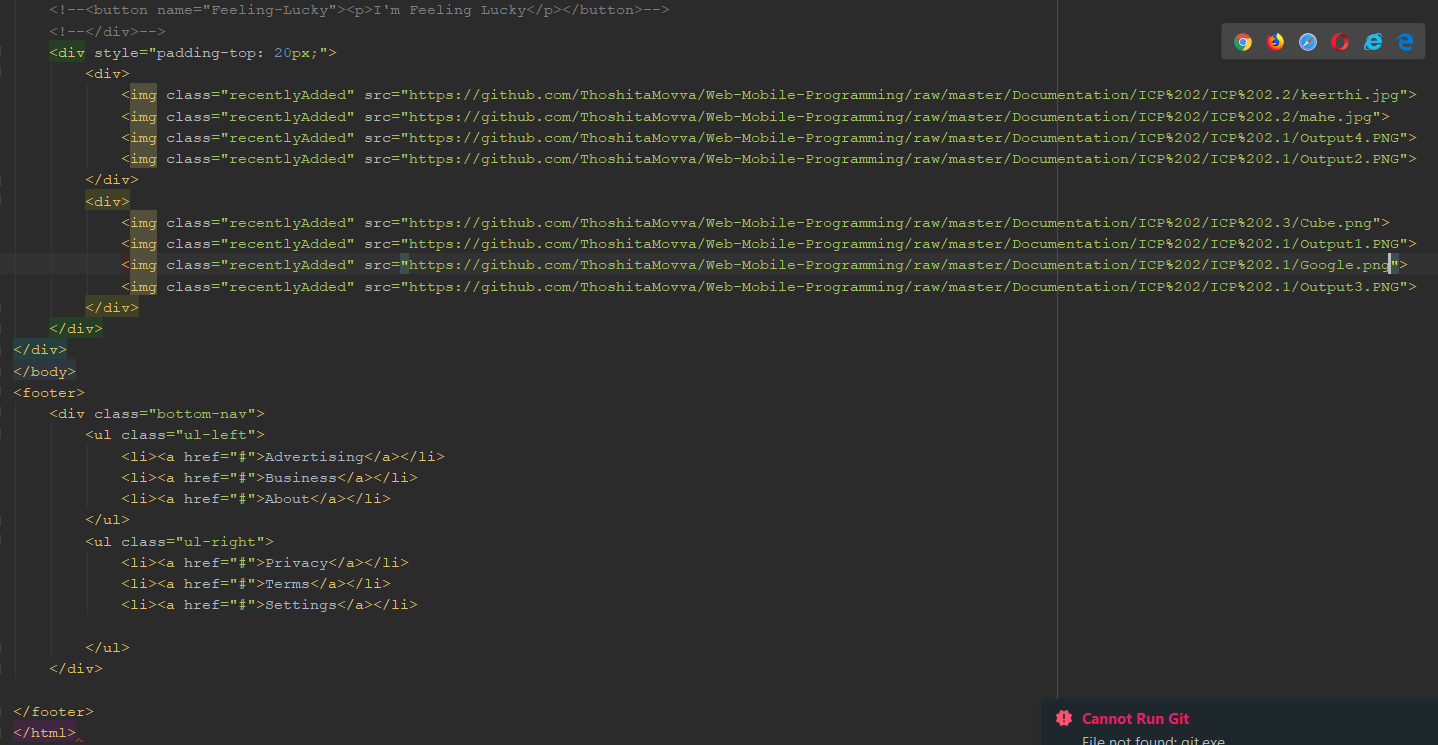 <!--<button name="Feeling-Lucky"><p>I'm Feeling Lucky</p></button>-->
<!--</div>-->
<div style="padding-top: 20px;">
<div>
<img class="recentlyAdded" src="https://github.com/ThoshitaMovva/Web-Mobile-Programming/raw/master/Documentation/ICP%202/ICP%202.2/keerthi.jpg">
<img class="recentlyAdded" src="https://github.com/ThoshitaMovva/Web-Mobile-Programming/raw/master/Documentation/ICP%202/ICP%202.2/mahe.jpg">
<img class="recentlyAdded" src="https://github.com/ThoshitaMovva/Web-Mobile-Programming/raw/master/Documentation/ICP%202/ICP%202.1/Output4.PNG">
<img class="recentlyAdded" src="https://github.com/ThoshitaMovva/Web-Mobile-Programming/raw/master/Documentation/ICP%202/ICP%202.1/Output2.PNG">
</div>
<div>
<img class="recentlyAdded" src="https://github.com/ThoshitaMovva/Web-Mobile-Programming/raw/master/Documentation/ICP%202/ICP%202.3/Cube.png">
<img class="recentlyAdded" src="https://github.com/ThoshitaMovva/Web-Mobile-Programming/raw/master/Documentation/ICP%202/ICP%202.1/Output1.PNG">
<img class="recentlyAdded" src="https://github.com/ThoshitaMovva/Web-Mobile-Programming/raw/master/Documentation/ICP%202/ICP%202.1/Google.png">
<img class="recentlyAdded" src="https://github.com/ThoshitaMovva/Web-Mobile-Programming/raw/master/Documentation/ICP%202/ICP%202.1/Output3.PNG">
</div>
</div>
</div>
</body>
<footer>
<div class="bottom-nav">
<ul class="ul-left">
<li><a href="#">Advertising</a></li>
<li><a href="#">Business</a></li>
<li><a href="#">About</a></li>
</ul>
<ul class="ul-right">
<li><a href="#">Privacy</a></li>
<li><a href="#">Terms</a></li>
<li><a href="#">Settings</a></li>
</ul>
</div>
</footer>
</html>
Cannot Run Git
File not found: git.exe